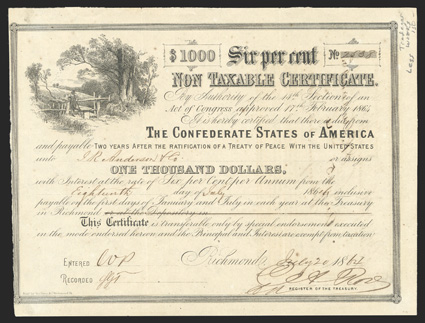 $1000 Six per cent No
NON TAXABLE CERTIFICATE.
By Authority of the 14th Section of an
Act of Congress approved 17th February 1864
It is hereby certified that there is due from
THE CONFEDERATE STATES OF AMERICA
and payable TWO YEARS AFTER THE RATIFICATION OF A TREATY OF PEACE WITH THE UNITED STATES
unto J R Anderson & Co or assigns
ONE THOUSAND DOLLARS,
with Interest at the rate of Six per Cent per Annum from the
day of July 1864 inclusive
payable of the first days of January and July in each year at the Treasury
in Richmond or at the Depository in
This Certificate is transferable only by special endorsement executed
in the mode endorsed hereon and the Principal and Interest are exempt from taxation
Richmond July 20 1864
ENTERED
RECORDED
REGISTER OF THE TREASURY